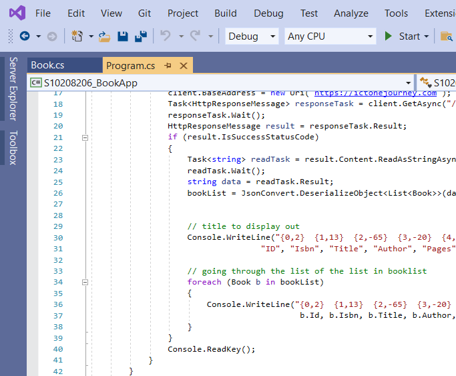 File Edit View Git Project Build Debug Test Analyze Tools Extensi
Debug Any CPU Start
Server Explorer
Toolbox
Book.cs Program.cs
C# S10208206_BookApp S102
17 client.BaseAddress = new Uri("https://ictonejourney.com");
18 Task<HttpResponseMessage> responseTask = client.GetAsync("/
19 responseTask.Wait();
20 HttpResponseMessage result = responseTask.Result;
21 if (result.IsSuccessStatusCode)
22 {
23 Task<string> readTask = result.Content.ReadAsStringAsyn
24 readTask.Wait();
25 string data = readTask.Result;
26 bookList = JsonConvert.DeserializeObject<List<Book>>(da
27
28
29 // title to display out
30 Console.WriteLine("{0,2} {1,13} {2,-65} {3,-20} {4,
31 "ID", "Isbn", "Title", "Author", "Pages"
32
33 // going through the list of the list in booklist
34 foreach (Book b in bookList)
35 {
36 Console.WriteLine("{0,2} {1,13} {2,-65} {3,-20}
37 b.Id, b.Isbn, b.Title, b.Author,
38 }
39 }
40 Console.ReadKey();
41 }
42 }